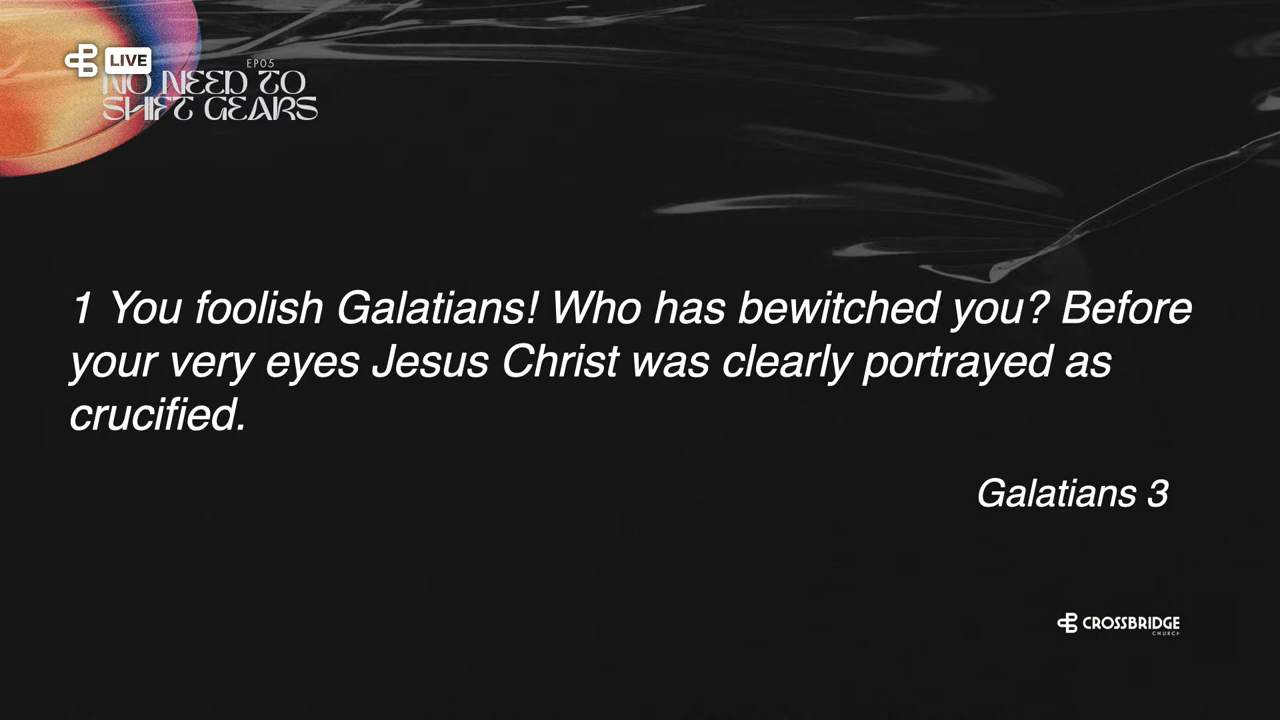 LIVE
EP05
NO NEED TO
SHIFT GEARS
1 You foolish Galatians! Who has bewitched you? Before
your very eyes Jesus Christ was clearly portrayed as
crucified.
Galatians 3
CROSSBRIDGE
CHURCH